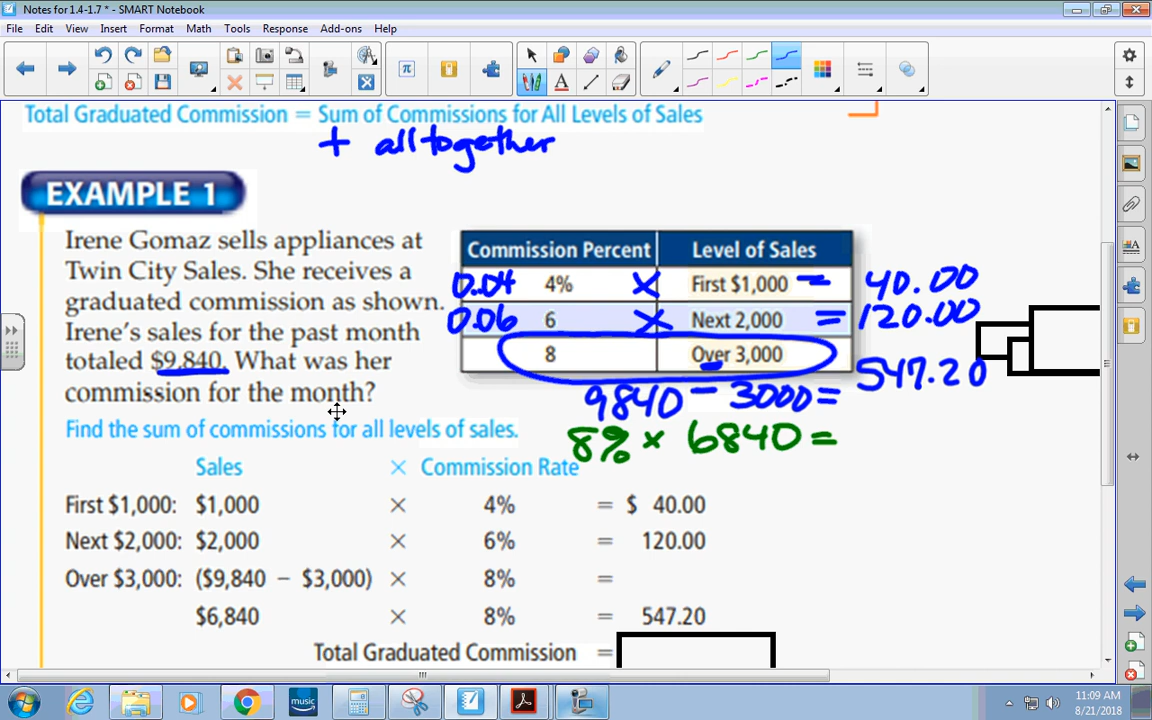 Notes for 1.4-1.7 * - SMART Notebook
File Edit View Insert Format Math Tools Response Add-ons Help
Total Graduated Commission = Sum of Commissions for All Levels of Sales
+ alltogether
EXAMPLE 1
Irene Gomaz sells appliances at
Twin City Sales. She receives a
graduated commission as shown.
Irene's sales for the past month
totaled $9,840. What was her
commission for the month?
Commission Percent Level of Sales
0.04 4% × First $1,000 = 40.00
0.06 6 × Next 2,000 = 120.00
8 Over 3,000
547.20
9840 - 3000 =
8% × 6840 =
Find the sum of commissions for all levels of sales.
Sales × Commission Rate
First $1,000: $1,000 × 4% = $ 40.00
Next $2,000: $2,000 × 6% = 120.00
Over $3,000: ($9,840 − $3,000) × 8% =
$6,840 × 8% = 547.20
Total Graduated Commission =
music
11:09 AM
8/21/2018